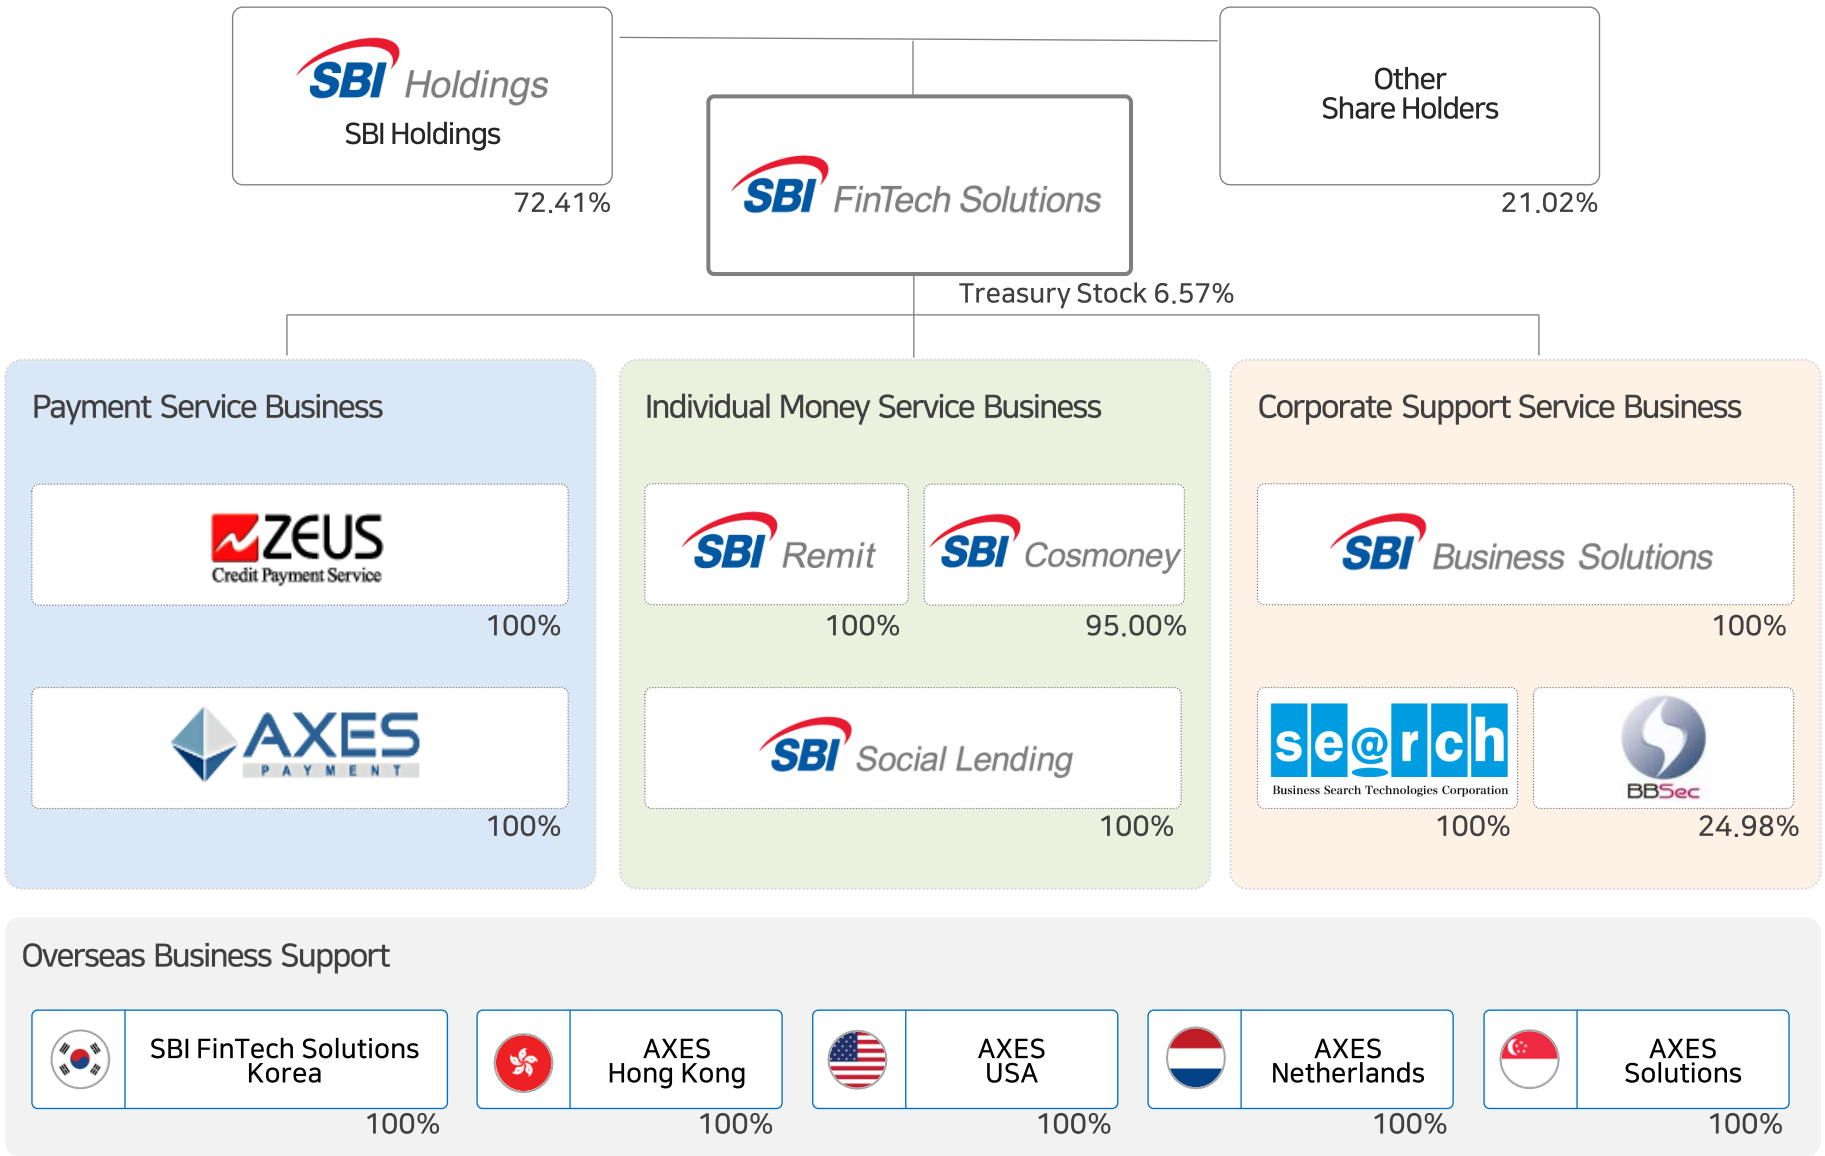 SBI Holdings
SBI Holdings
72.41%
Other
Share Holders
21.02%
SBI FinTech Solutions
Treasury Stock 6.57%
Payment Service Business
ZEUS
Credit Payment Service
100%
AXES
PAYMENT
100%
Individual Money Service Business
SBI Remit
100%
SBI Cosmoney
95.00%
SBI Social Lending
100%
Corporate Support Service Business
SBI Business Solutions
100%
se@rch
Business Search Technologies Corporation
100%
BBSec
24.98%
Overseas Business Support
SBI FinTech Solutions
Korea
100%
AXES
Hong Kong
100%
AXES
USA
100%
AXES
Netherlands
100%
AXES
Solutions
100%